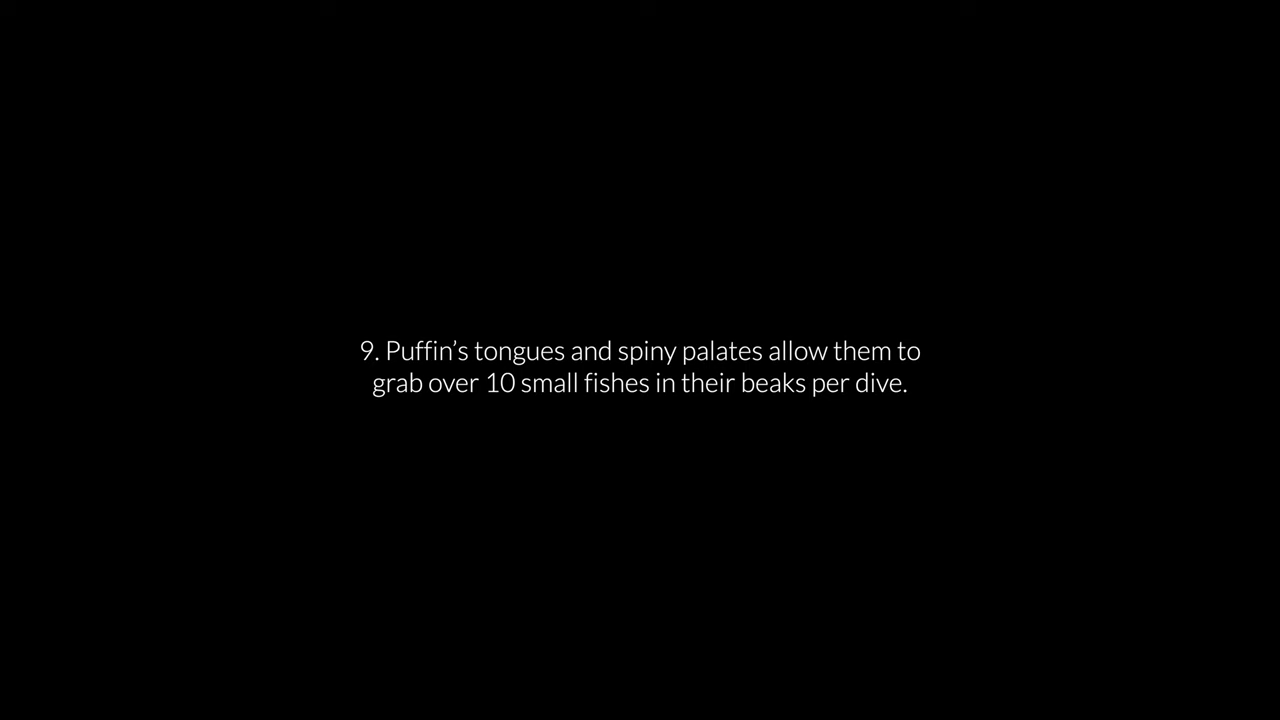 9. Puffin’s tongues and spiny palates allow them to
grab over 10 small fishes in their beaks per dive.